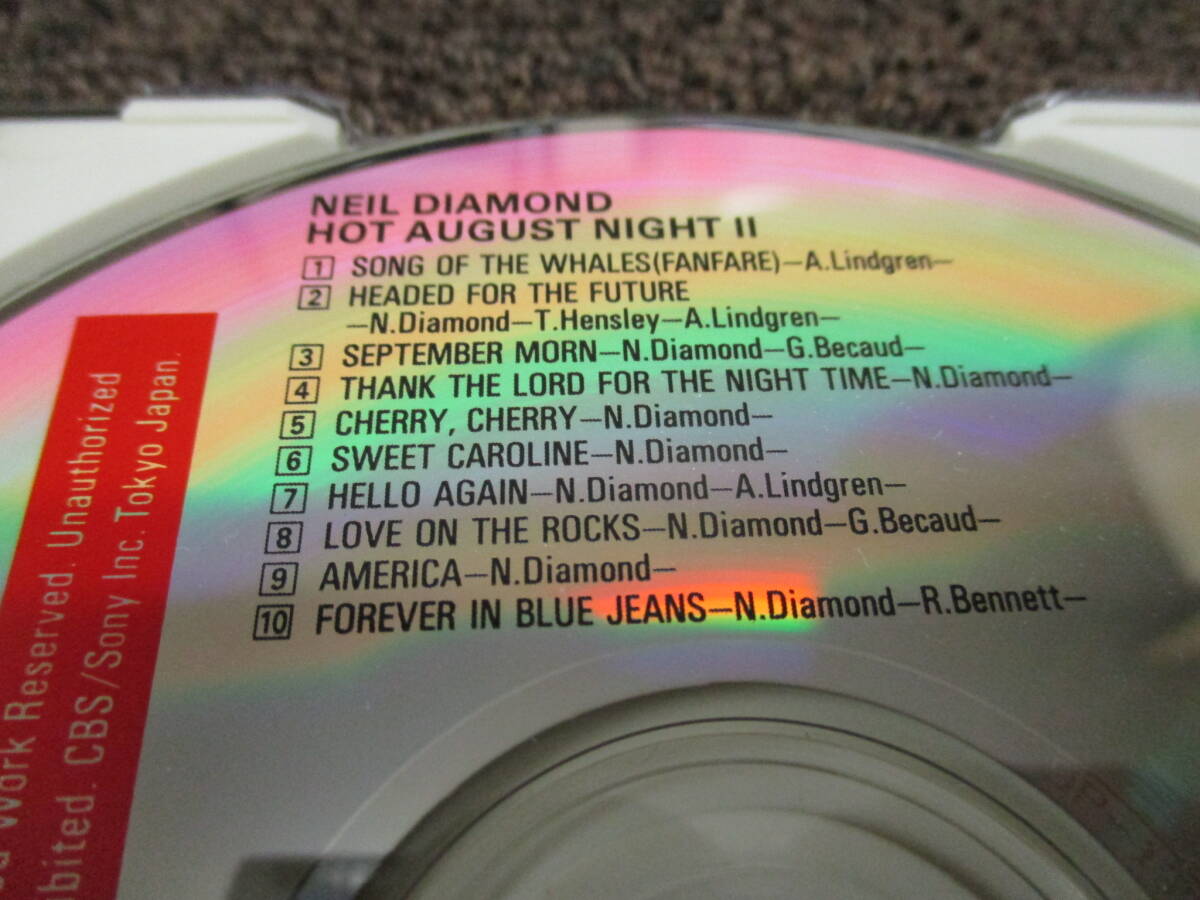 NEIL DIAMOND
HOT AUGUST NIGHT II
1 SONG OF THE WHALES(FANFARE)—A.Lindgren—
2 HEADED FOR THE FUTURE
—N.Diamond—T.Hensley—A.Lindgren—
3 SEPTEMBER MORN—N.Diamond—G.Becaud—
4 THANK THE LORD FOR THE NIGHT TIME—N.Diamond—
5 CHERRY, CHERRY—N.Diamond—
6 SWEET CAROLINE—N.Diamond—
7 HELLO AGAIN—N.Diamond—A.Lindgren—
8 LOVE ON THE ROCKS—N.Diamond—G.Becaud—
9 AMERICA—N.Diamond—
10 FOREVER IN BLUE JEANS—N.Diamond—R.Bennett—
Work Reserved. Unauthorized
CBS/Sony Inc. Tokyo Japan.